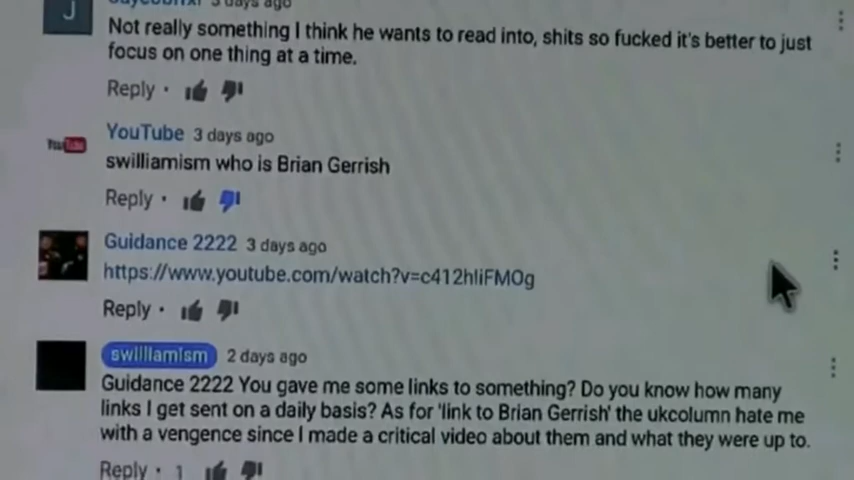 3 days ago
Not really something I think he wants to read into, shits so fucked it's better to just
focus on one thing at a time.
Reply ·
YouTube 3 days ago
swilliamism who is Brian Gerrish
Reply ·
Guidance 2222 3 days ago
https://www.youtube.com/watch?v=c412hliFMOg
Reply ·
swilliamism 2 days ago
Guidance 2222 You gave me some links to something? Do you know how many
links I get sent on a daily basis? As for 'link to Brian Gerrish' the ukcolumn hate me
with a vengence since I made a critical video about them and what they were up to.
Reply · 1